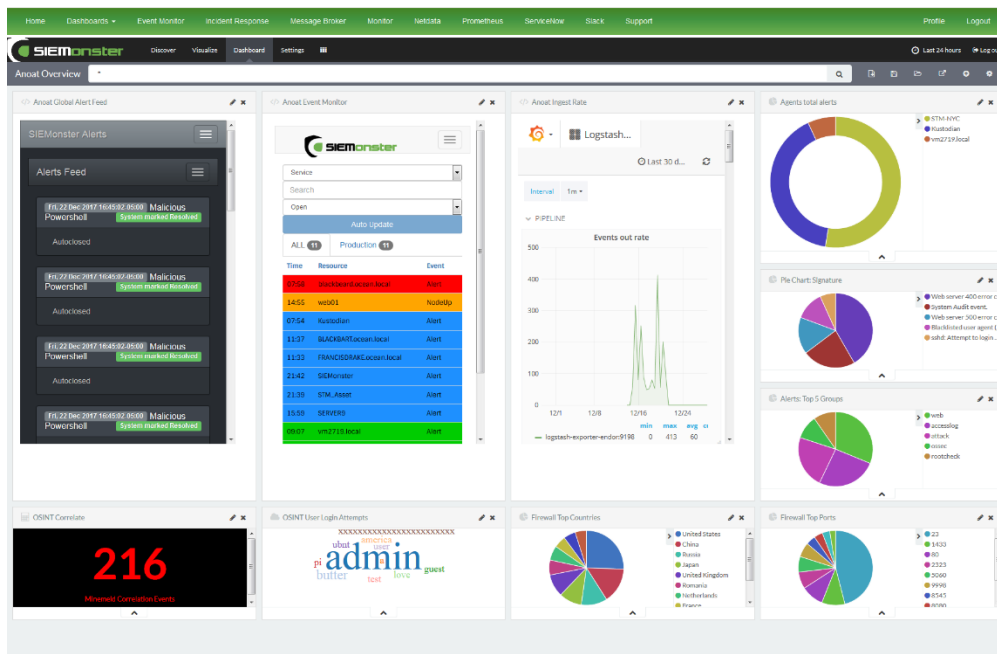 Home Dashboards Event Monitor Incident Response Message Broker Monitor Netdata Prometheus ServiceNow Slack Support Profile Logout
SIEMonster Discover Visualize Dashboard Settings Last 24 hours Log ou
Anoat Overview *
Anoat Global Alert Feed
SIEMonster Alerts
Alerts Feed
Fri, 22 Dec 2017 16:45:02 -05:00 Malicious
Powershell System marked Resolved
Autoclosed
Fri, 22 Dec 2017 16:45:02 -05:00 Malicious
Powershell System marked Resolved
Autoclosed
Fri, 22 Dec 2017 16:45:02 -05:00 Malicious
Powershell System marked Resolved
Autoclosed
Fri, 22 Dec 2017 16:45:02 -05:00 Malicious
Powershell System marked Resolved
Anoat Event Monitor
SIEMonster
Service
Search
Open
Auto Update
ALL 11 Production 11
Time Resource Event
07:58 blackboard.ocean.local Alert
14:55 web01 NodeUp
07:54 Kustodian Alert
11:37 BLACKBART.ocean.local Alert
11:33 FRANCISDRAKE.ocean.local Alert
21:42 SIEMonster Alert
21:39 STM_Asset Alert
15:59 SERVERS Alert
09:07 vm2719.local Alert
Anoat Ingest Rate
Logstash...
Last 30 d...
Interval 1m
PIPELINE
Events out rate
500
400
300
200
100
0
12/1 12/8 12/16 12/24
min max avg
logstash-exporter-endor:9198 0 413 60
Agents total alerts
STM-NYC
Kustodian
vm2719.local
Pie Chart: Signature
Web server 400 error c
System Audit event.
Web server 500 error c
Blacklisted user agent (
sshd: Attempt to login...
Alerts: Top 5 Groups
web
accesslog
attack
ossec
rootcheck
OSINT Correlate
216
Minemeld Correlation Events
OSINT User Login Attempts
xxxxxxxxxxxxxxxxxxxxxxx
america
ubnt user
pi admin guest
butter test love
Firewall Top Countries
United States
China
Russia
Japan
United Kingdom
Romania
Netherlands
France
Firewall Top Ports
22
1433
80
2323
5060
9998
8545
8080